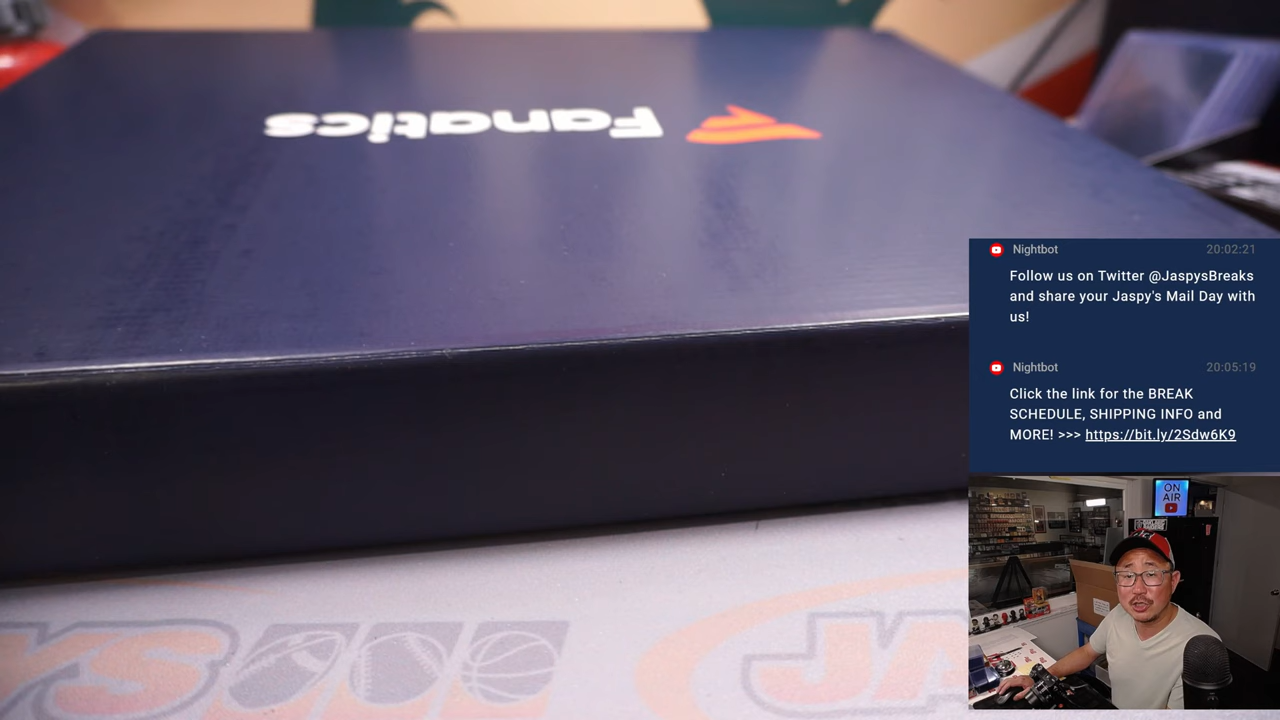 Fanatics
Nightbot 20:02:21
Follow us on Twitter @JaspysBreaks
and share your Jaspy's Mail Day with
us!
Nightbot 20:05:19
Click the link for the BREAK
SCHEDULE, SHIPPING INFO and
MORE! >>> https://bit.ly/2Sdw6K9
ON
AIR
YS
JA